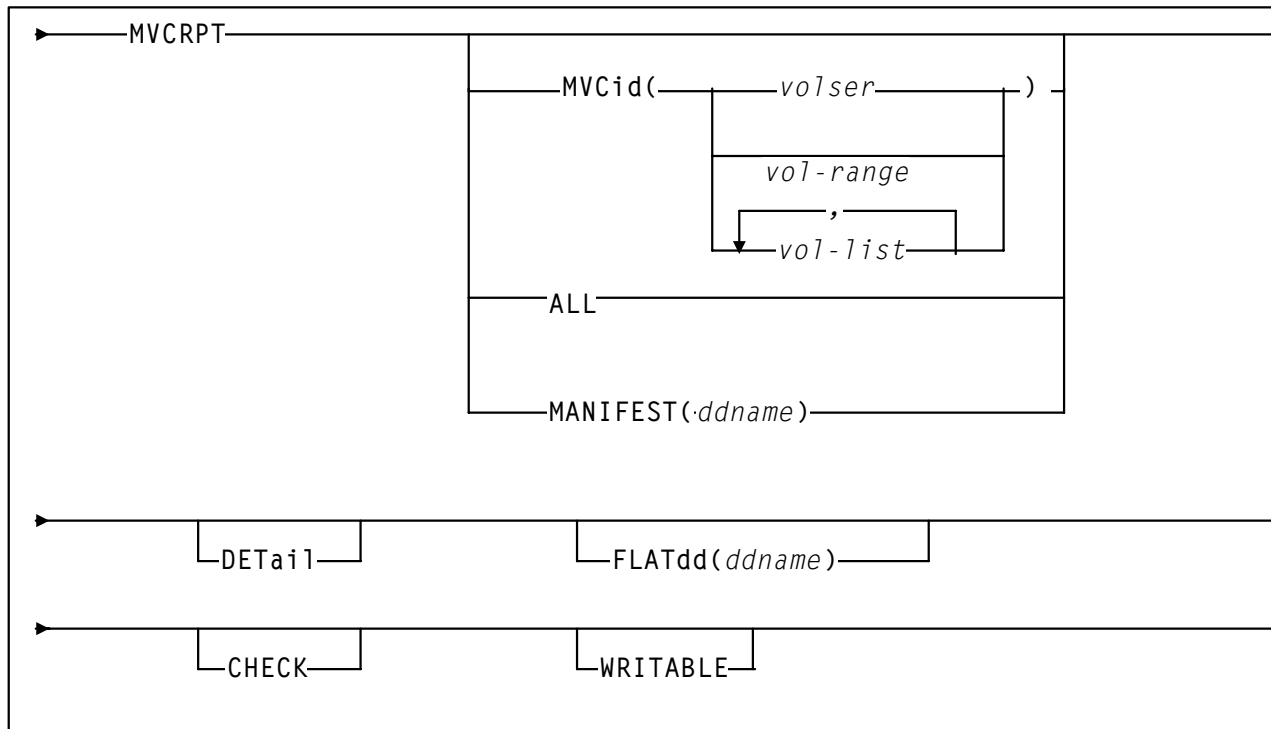 MVCRPT
MVCid( volser )
vol-range
,
vol-list
ALL
MANIFEST(ddname)
DETail FLATdd(ddname)
CHECK WRITABLE